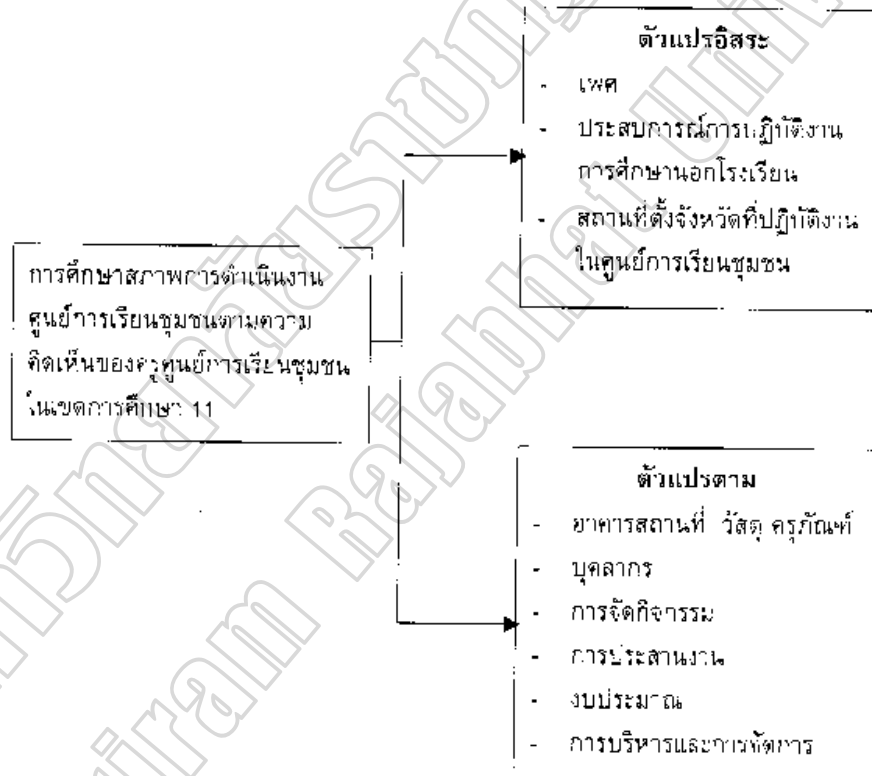 ตัวแปรอิสระ
- เพศ
- ประสบการณ์การปฏิบัติงาน
การศึกษานอกโรงเรียน
- สถานที่ตั้งจังหวัดที่ปฏิบัติงาน
ในศูนย์การเรียนชุมชน
การศึกษาสภาพการดำเนินงาน
ศูนย์การเรียนชุมชนตามความ
คิดเห็นของครูศูนย์การเรียนชุมชน
ในเขตการศึกษา 11
ตัวแปรตาม
- อาคารสถานที่ วัสดุ ครุภัณฑ์
- บุคลากร
- การจัดกิจกรรม
- การประสานงาน
- งบประมาณ
- การบริหารและการจัดการ
Rajabhat